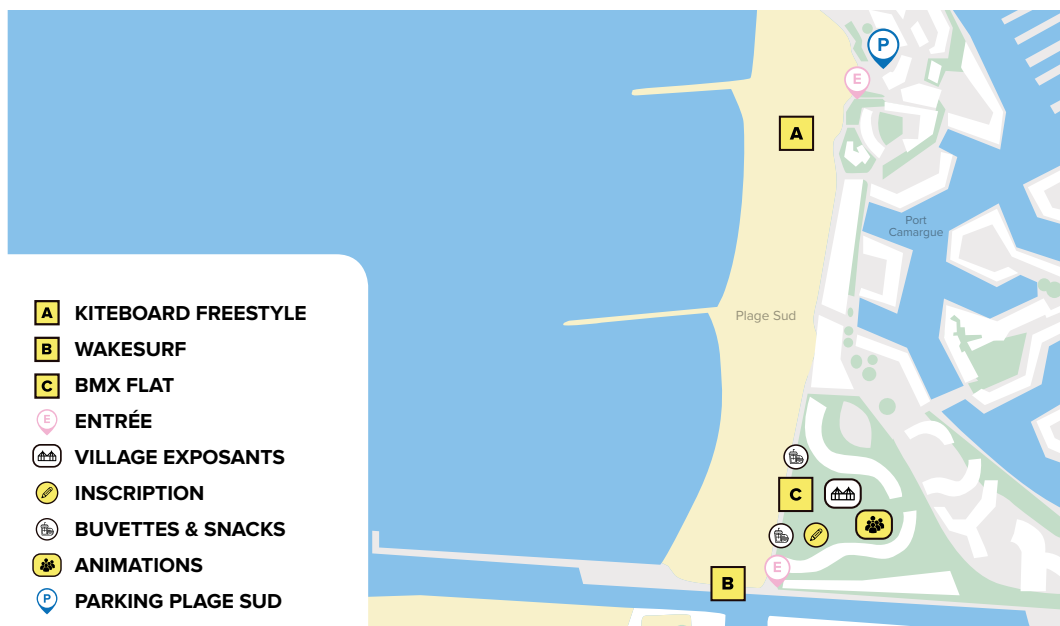 P
E
A
Port
Camargue
Plage Sud
A KITEBOARD FREESTYLE
B WAKESURF
C BMX FLAT
E ENTRÉE
VILLAGE EXPOSANTS
INSCRIPTION
BUVETTES & SNACKS
ANIMATIONS
P PARKING PLAGE SUD
C
E
B